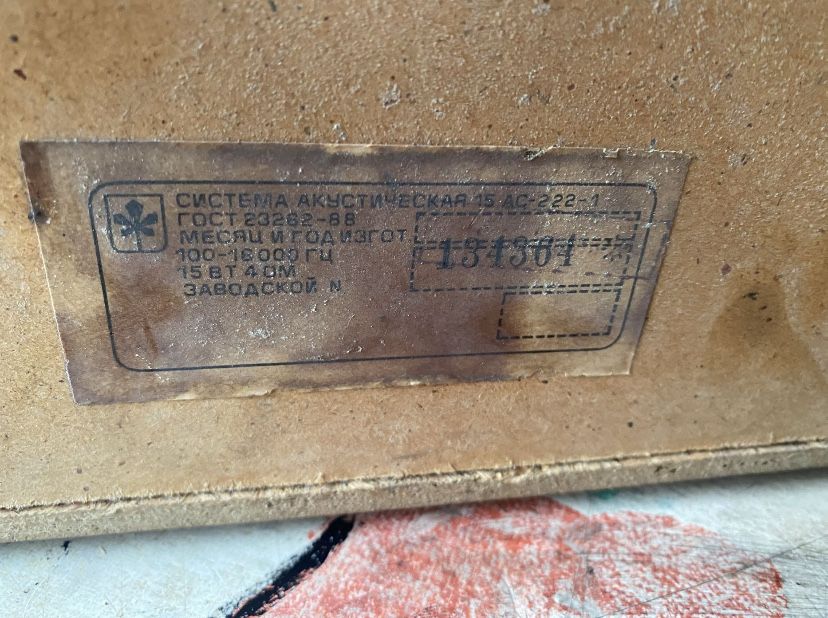 СИСТЕМА АКУСТИЧЕСКАЯ 15 АС-222-1
ГОСТ 23262-88
МЕСЯЦ И ГОД ИЗГОТ
134364
100-16000 ГЦ
15 ВТ 4 ОМ
ЗАВОДСКОЙ N